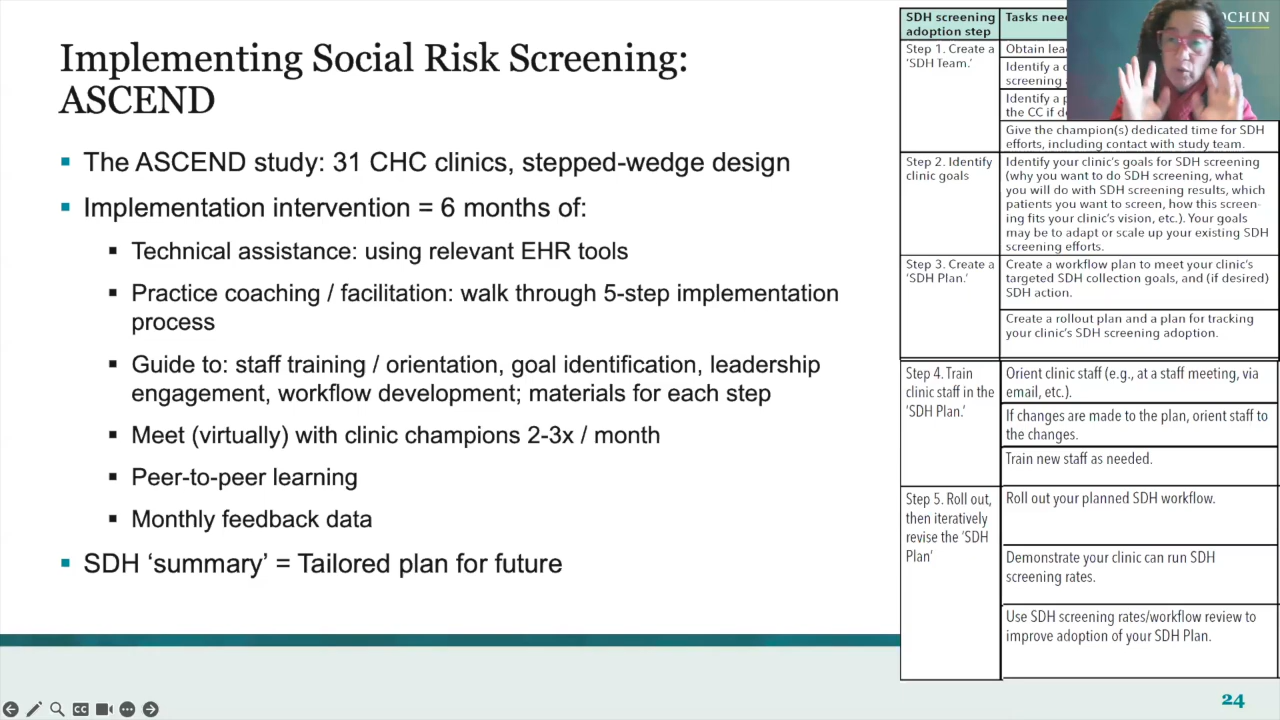 Implementing Social Risk Screening:
ASCEND
▪ The ASCEND study: 31 CHC clinics, stepped-wedge design
▪ Implementation intervention = 6 months of:
▪ Technical assistance: using relevant EHR tools
▪ Practice coaching / facilitation: walk through 5-step implementation
process
▪ Guide to: staff training / orientation, goal identification, leadership
engagement, workflow development; materials for each step
▪ Meet (virtually) with clinic champions 2-3x / month
▪ Peer-to-peer learning
▪ Monthly feedback data
▪ SDH ‘summary’ = Tailored plan for future
SDH screening
adoption step
Tasks
OCHIN
Step 1. Create a
‘SDH Team.’
Obtain
Identify a
screening
Identify a
the CC if
Give the champion(s) dedicated time for SDH
efforts, including contact with study team.
Step 2. Identify
clinic goals
Identify your clinic’s goals for SDH screening
(why you want to do SDH screening, what
you will do with SDH screening results, which
patients you want to screen, how this screen-
ing fits your clinic’s vision, etc.). Your goals
may be to adapt or scale up your existing SDH
screening efforts.
Step 3. Create a
‘SDH Plan.’
Create a workflow plan to meet your clinic’s
targeted SDH collection goals, and (if desired)
SDH action.
Create a rollout plan and a plan for tracking
your clinic’s SDH screening adoption.
Step 4. Train
clinic staff in the
‘SDH Plan.’
Orient clinic staff (e.g., at a staff meeting, via
email, etc.).
If changes are made to the plan, orient staff to
the changes.
Train new staff as needed.
Step 5. Roll out,
then iteratively
revise the ‘SDH
Plan’
Roll out your planned SDH workflow.
Demonstrate your clinic can run SDH
screening rates.
Use SDH screening rates/workflow review to
improve adoption of your SDH Plan.
CC
24